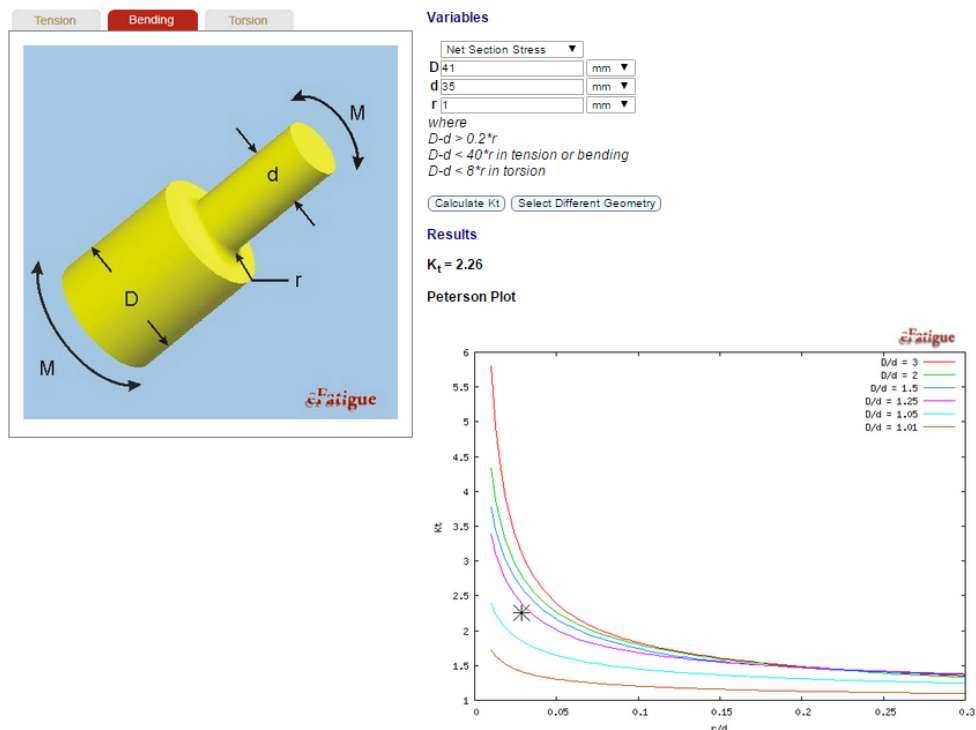 Tension
Bending
Torsion
M
d
r
D
M
eFatigue
Variables
Net Section Stress ▼
D 41 mm ▼
d 35 mm ▼
r 1 mm ▼
where
D-d > 0.2*r
D-d < 40*r in tension or bending
D-d < 8*r in torsion
Calculate Kt Select Different Geometry
Results
Kt = 2.26
Peterson Plot
eFatigue
D/d = 3
D/d = 2
D/d = 1.5
D/d = 1.25
D/d = 1.05
D/d = 1.01
6
5.5
5
4.5
4
3.5
3
2.5
2
1.5
1
Kt
0 0.05 0.1 0.15 0.2 0.25 0.3
r/d